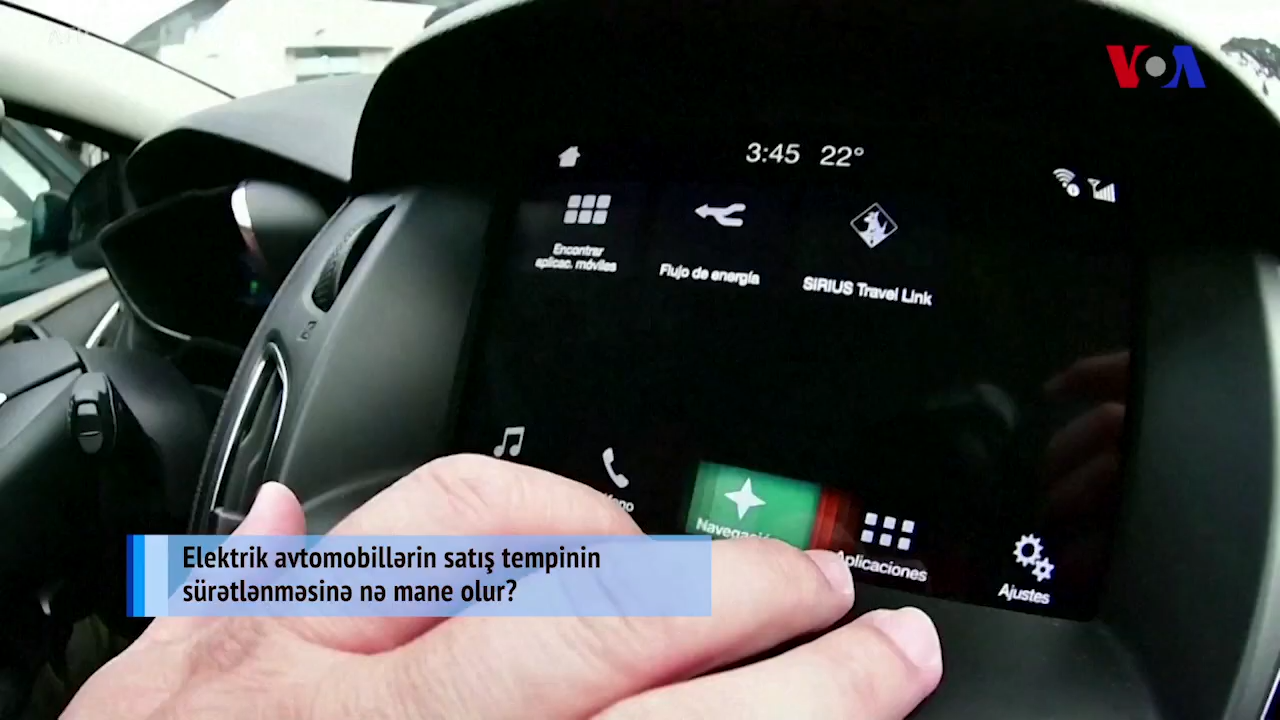 VOA
3:45 22°
Encontrar
aplicac. móviles
Flujo de energía
SIRIUS Travel Link
Navegación
Aplicaciones
Ajustes
Elektrik avtomobillərin satış tempinin
sürətlənməsinə nə mane olur?